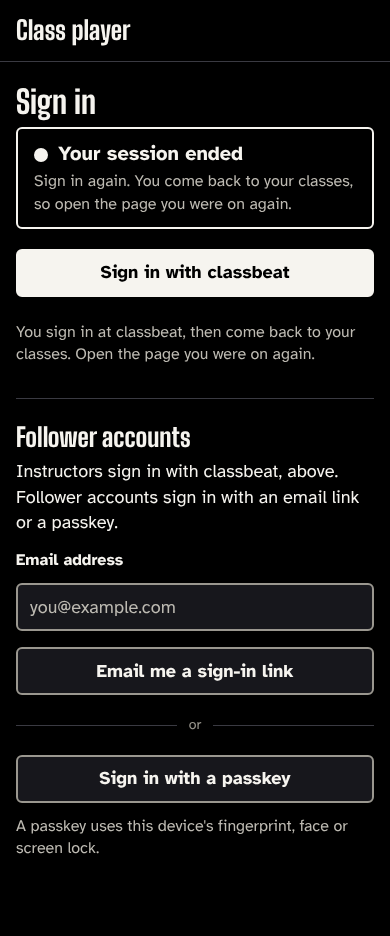 Class player
Sign in
Your session ended
Sign in again. You come back to your classes,
so open the page you were on again.
Sign in with classbeat
You sign in at classbeat, then come back to your
classes. Open the page you were on again.
Follower accounts
Instructors sign in with classbeat, above.
Follower accounts sign in with an email link
or a passkey.
Email address
you@example.com
Email me a sign-in link
or
Sign in with a passkey
A passkey uses this device's fingerprint, face or
screen lock.